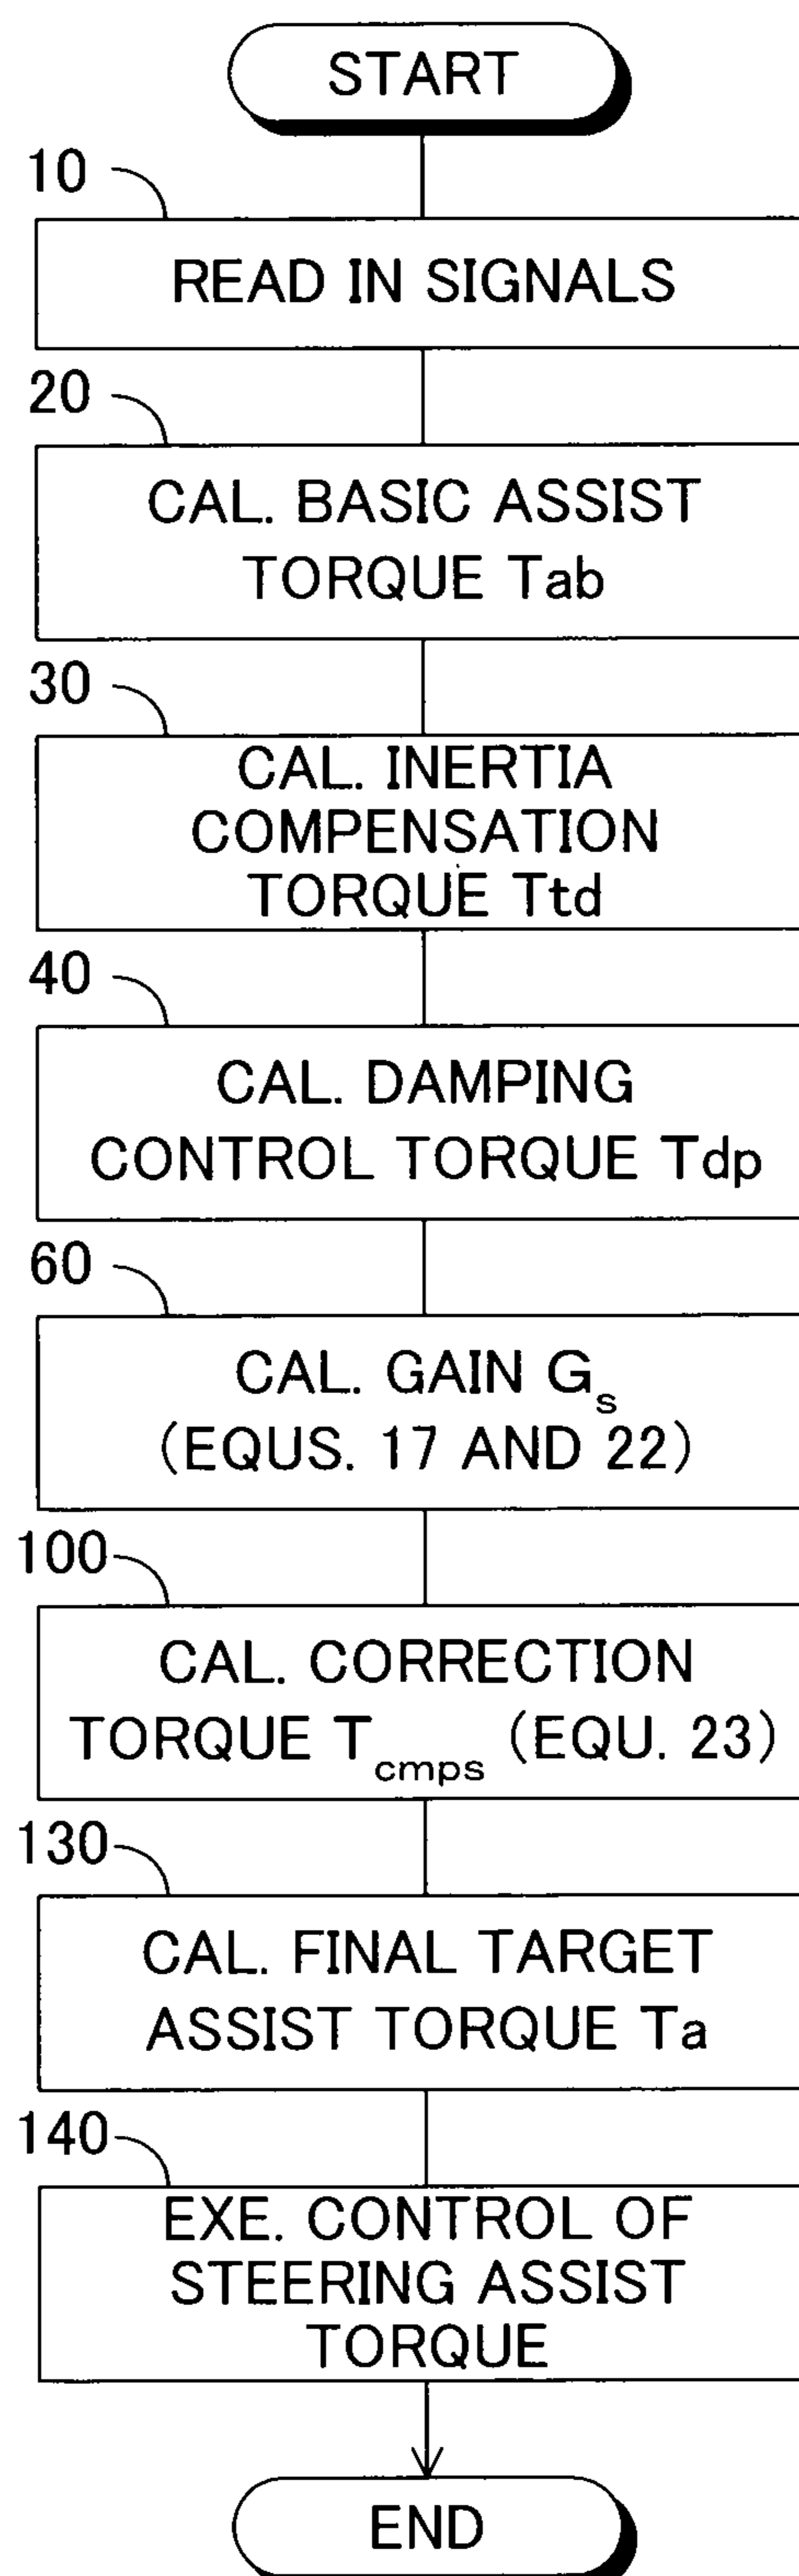 START
10
READ IN SIGNALS
20
CAL. BASIC ASSIST
TORQUE Tab
30
CAL. INERTIA
COMPENSATION
TORQUE Ttd
40
CAL. DAMPING
CONTROL TORQUE Tdp
60
CAL. GAIN Gs
(EQUS. 17 AND 22)
100
CAL. CORRECTION
TORQUE Tcmps (EQU. 23)
130
CAL. FINAL TARGET
ASSIST TORQUE Ta
140
EXE. CONTROL OF
STEERING ASSIST
TORQUE
END